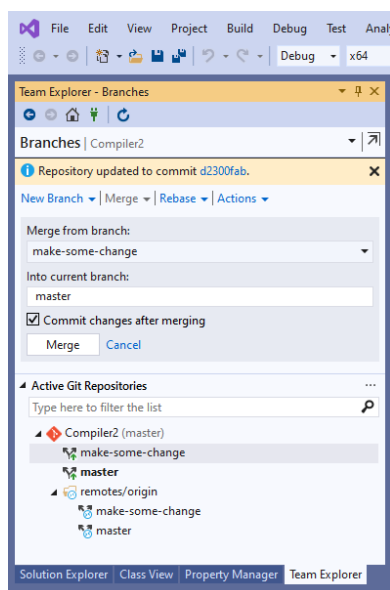 File Edit View Project Build Debug Test
Debug x64
Team Explorer - Branches
Branches | Compiler2
Repository updated to commit d2300fab.
New Branch | Merge | Rebase | Actions
Merge from branch:
make-some-change
Into current branch:
master
Commit changes after merging
Merge Cancel
Active Git Repositories ...
Type here to filter the list
Compiler2 (master)
make-some-change
master
remotes/origin
make-some-change
master
Solution Explorer Class View Property Manager Team Explorer